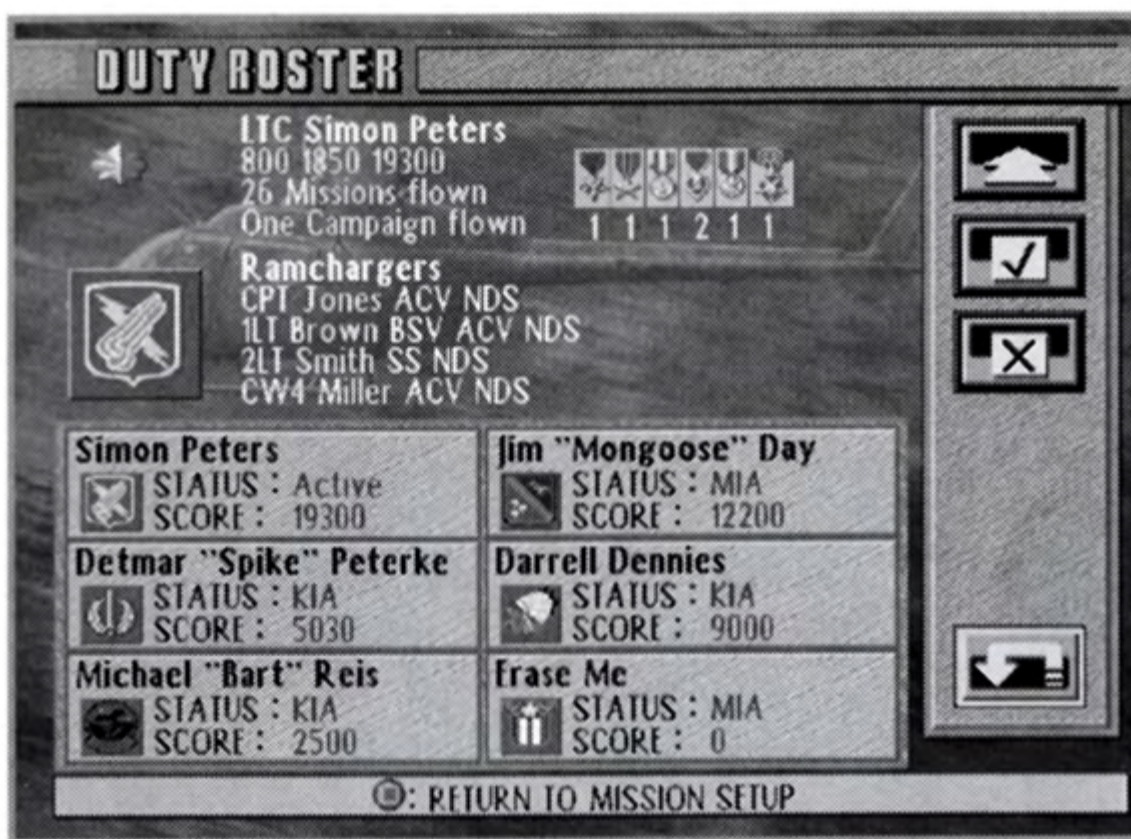 DUTY ROSTER
LTC Simon Peters
800 1850 19300
26 Missions flown
One Campaign flown
1 1 1 2 1 1
Ramchargers
CPT Jones ACV NDS
1LT Brown BSV ACV NDS
2LT Smith SS NDS
CW4 Miller ACV NDS
Simon Peters
STATUS : Active
SCORE : 19300
Jim "Mongoose" Day
STATUS : MIA
SCORE : 12200
Detmar "Spike" Peterke
STATUS : KIA
SCORE : 5030
Darrell Dennies
STATUS : KIA
SCORE : 9000
Michael "Bart" Reis
STATUS : KIA
SCORE : 2500
Erase Me
STATUS : MIA
SCORE : 0
: RETURN TO MISSION SETUP